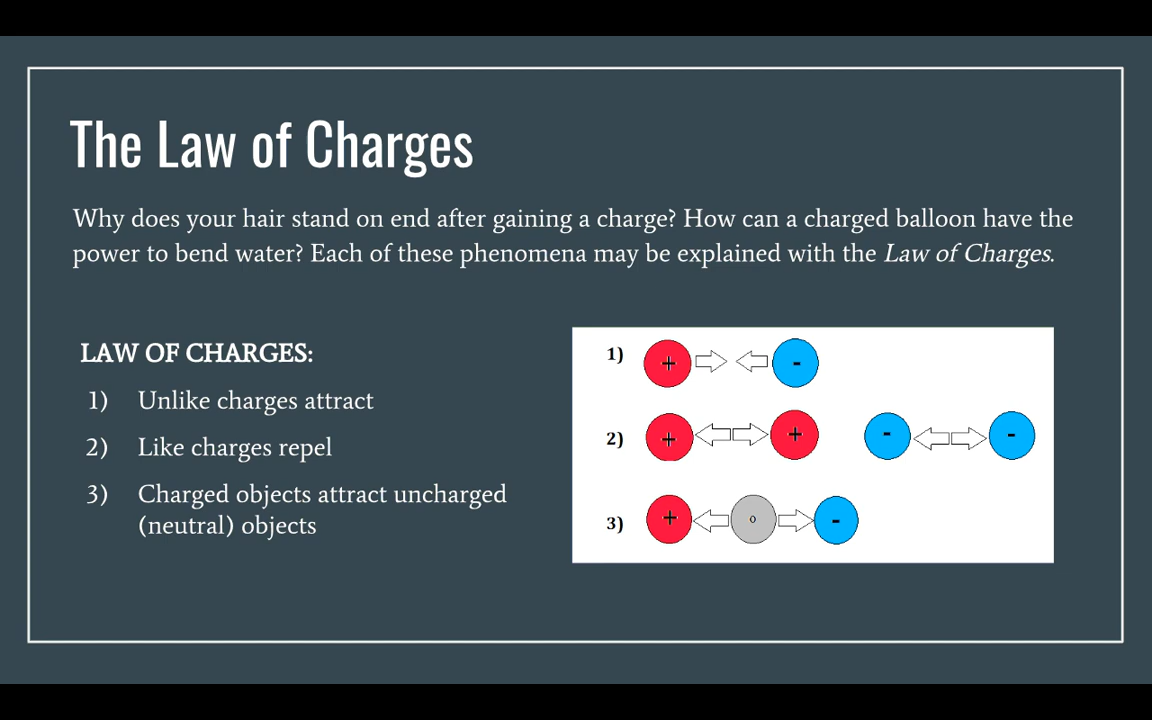 The Law of Charges
Why does your hair stand on end after gaining a charge? How can a charged balloon have the
power to bend water? Each of these phenomena may be explained with the Law of Charges.
LAW OF CHARGES:
1) Unlike charges attract
2) Like charges repel
3) Charged objects attract uncharged
(neutral) objects
1) + -
2) + + - -
3) + o -